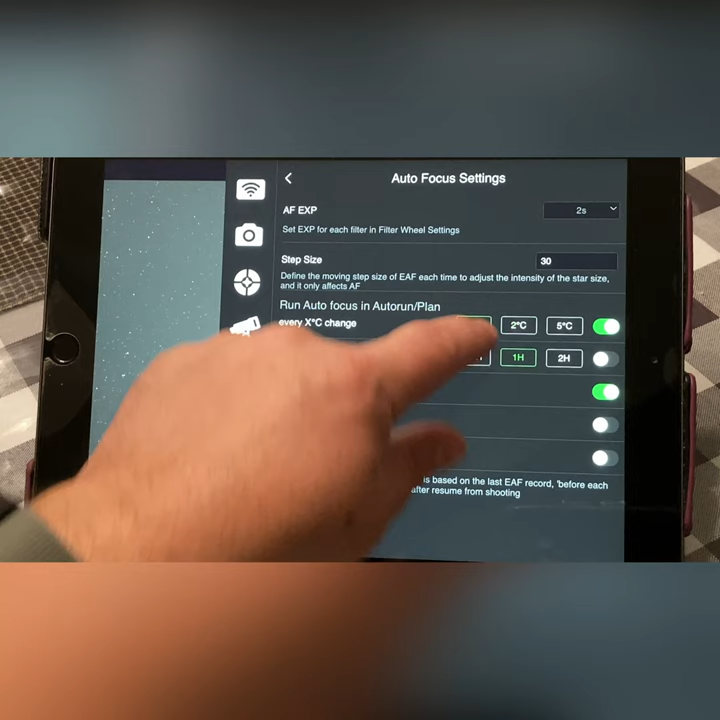 Auto Focus Settings
AF EXP
2s
Set EXP for each filter in Filter Wheel Settings
Step Size
30
Define the moving step size of EAF each time to adjust the intensity of the star size,
and it only affects AF
Run Auto focus in Autorun/Plan
every X°C change
2°C
5°C
1H
2H
is based on the last EAF record, 'before each
after resume from shooting